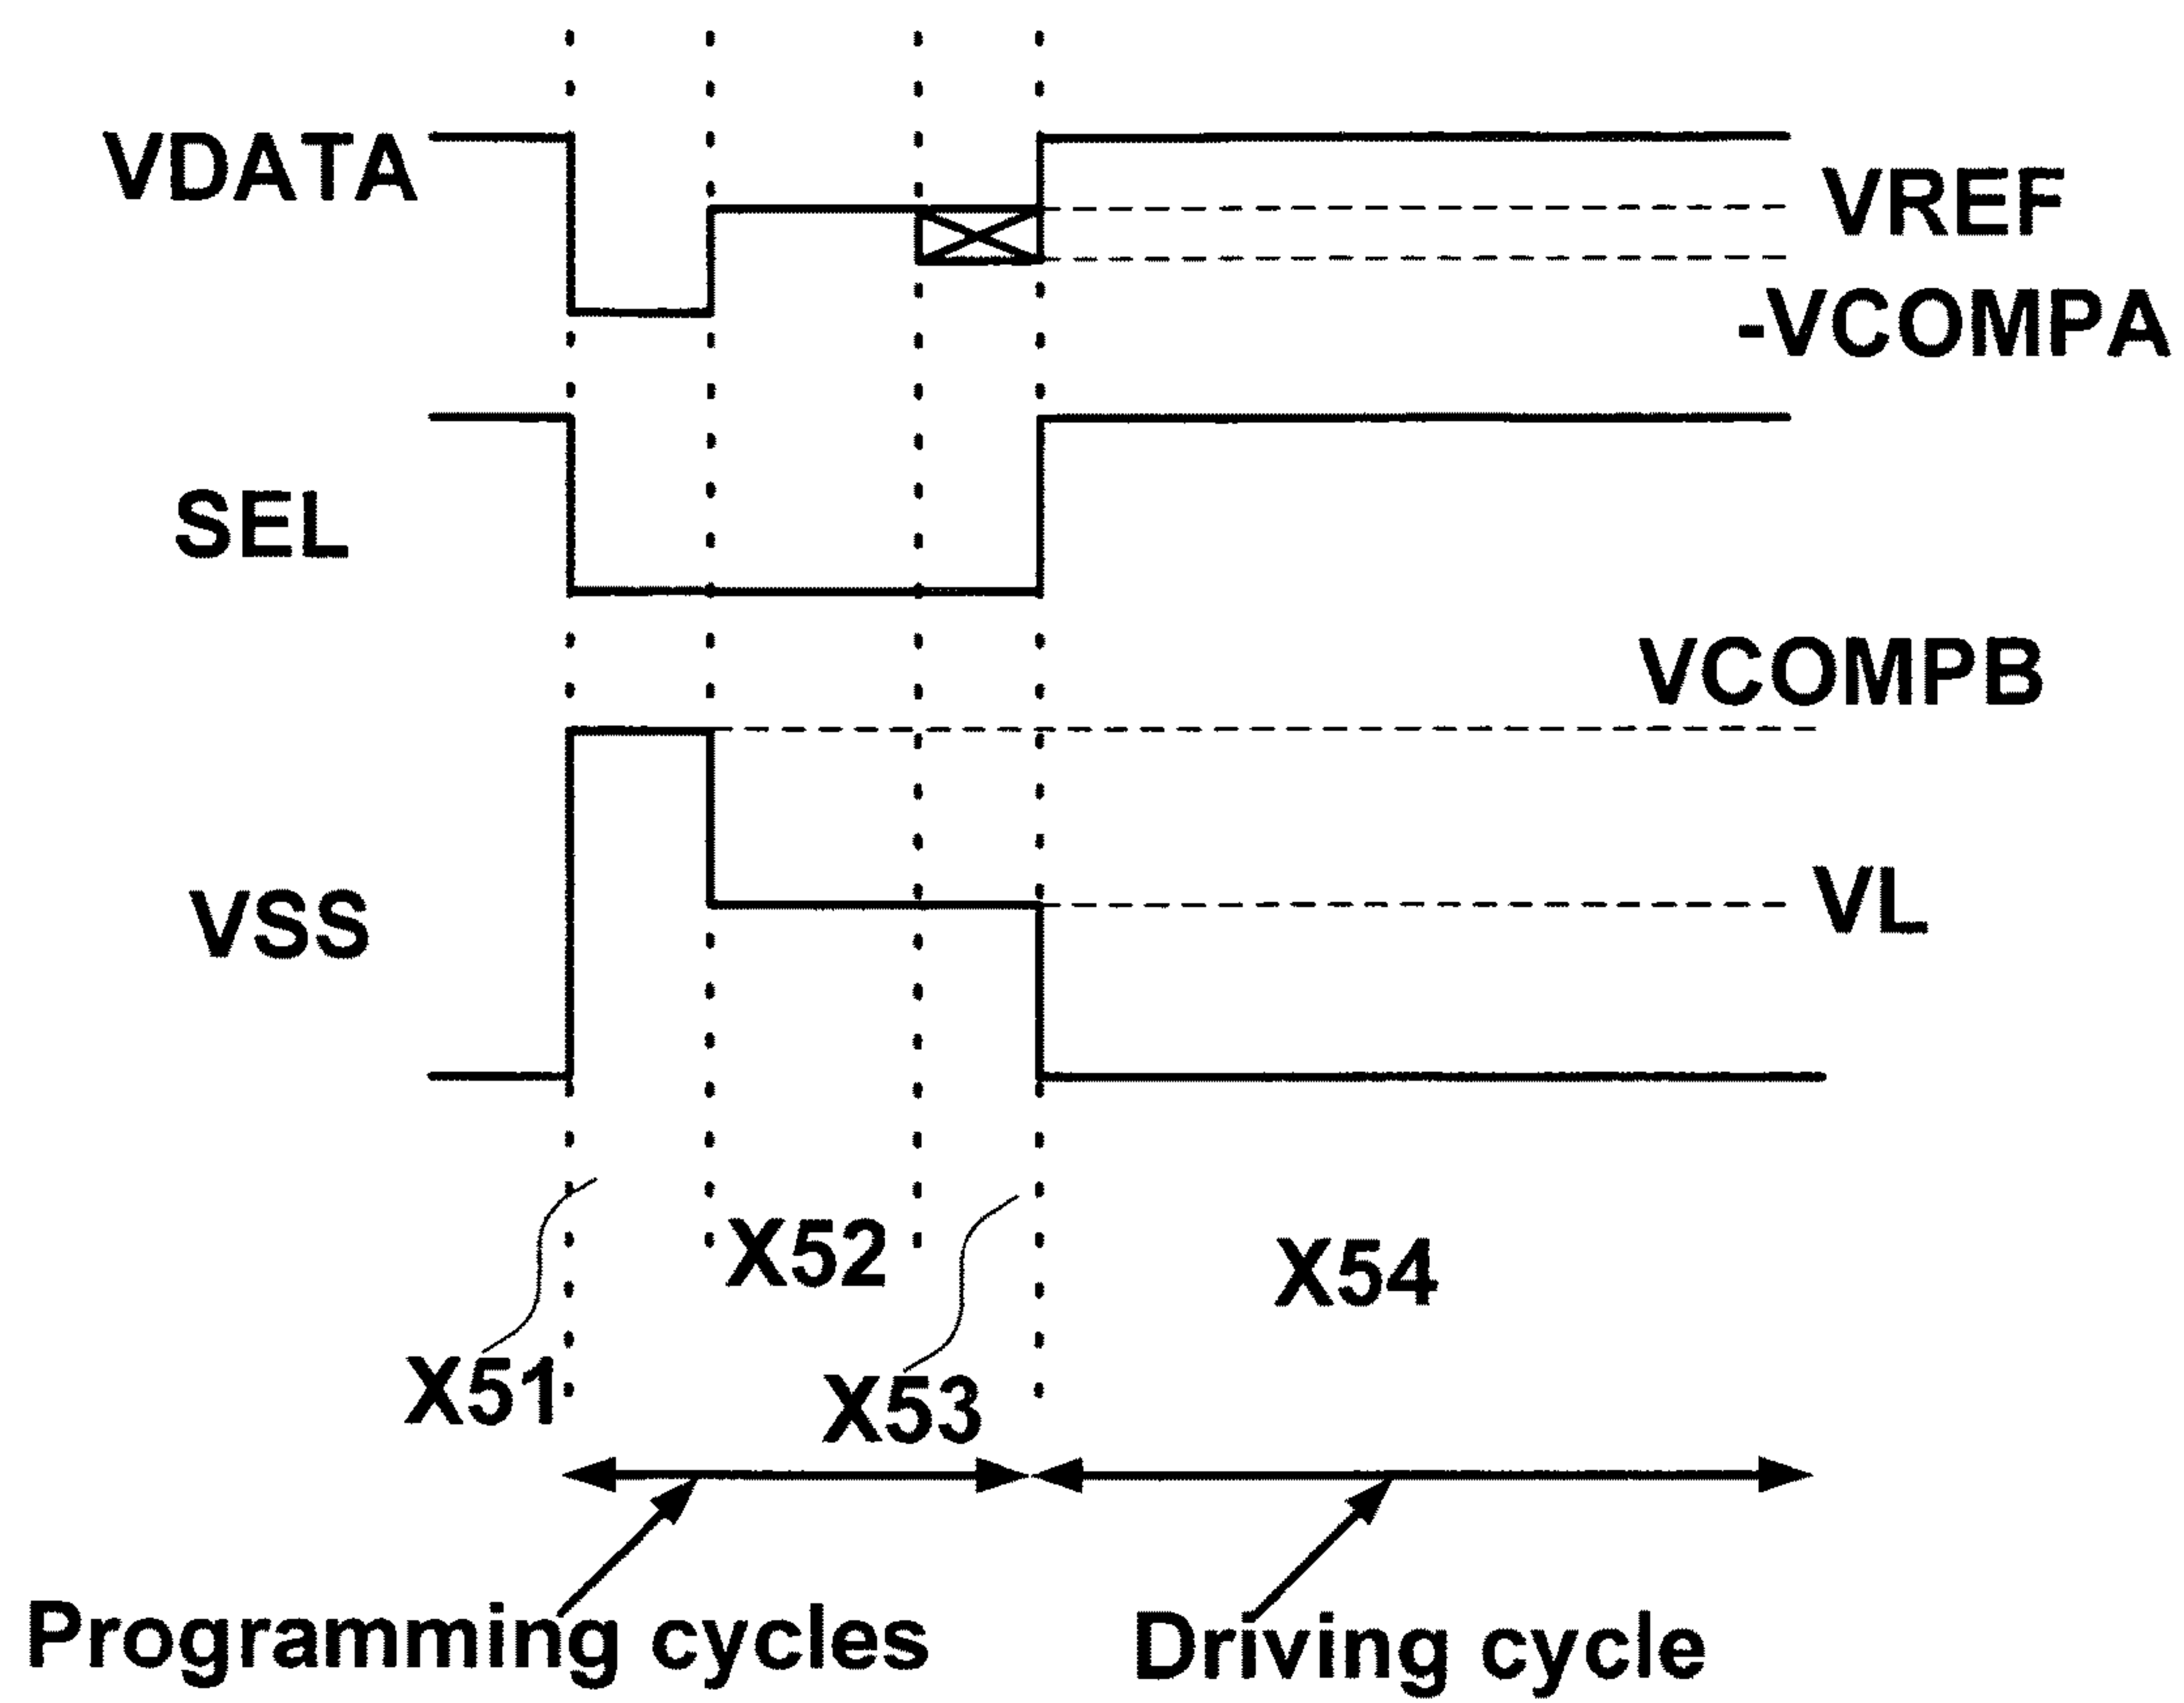 VDATA
VREF
-VCOMPA
SEL
VCOMPB
VSS
VL
X52
X54
X51
X53
Programming cycles
Driving cycle